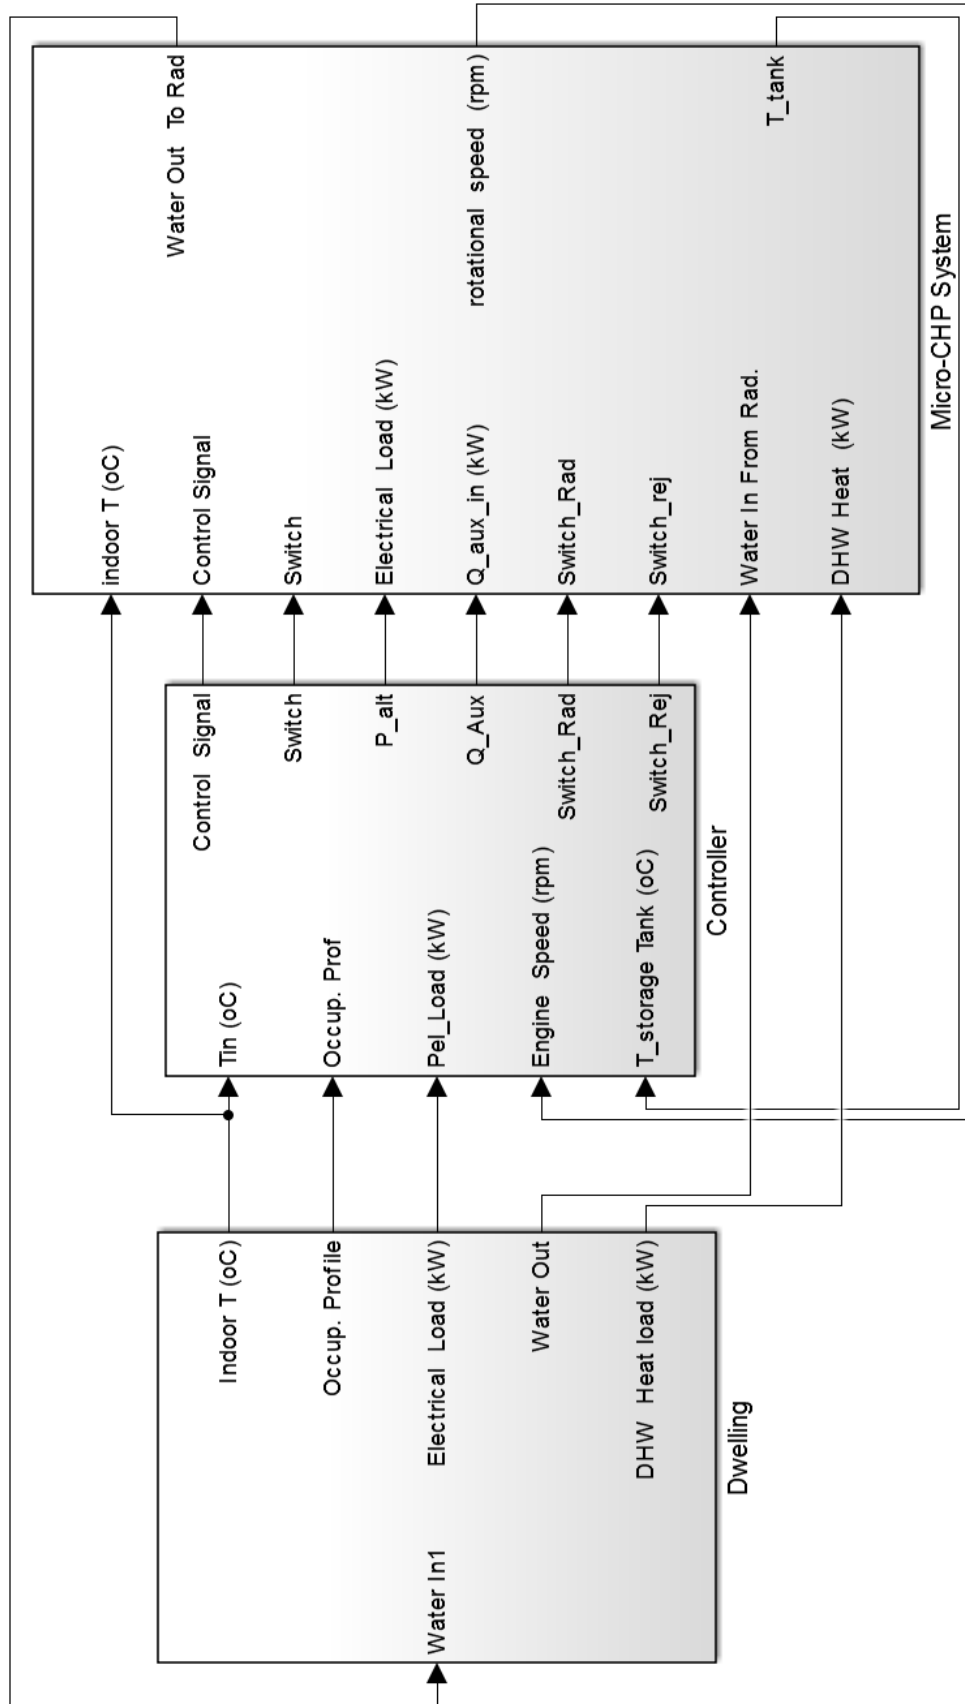 Water In1
Indoor T (oC)
Occup. Profile
Electrical Load (kW)
Water Out
DHW Heat load (kW)
Dwelling
Tin (oC)
Occup. Prof
Pel_Load (kW)
Engine Speed (rpm)
T_storage Tank (oC)
Control Signal
Switch
P_alt
Q_Aux
Switch_Rad
Switch_Rej
Controller
indoor T (oC)
Control Signal
Switch
Electrical Load (kW)
Q_aux_in (kW)
Switch_Rad
Switch_rej
Water In From Rad.
DHW Heat (kW)
Water Out To Rad
rotational speed (rpm)
T_tank
Micro-CHP System